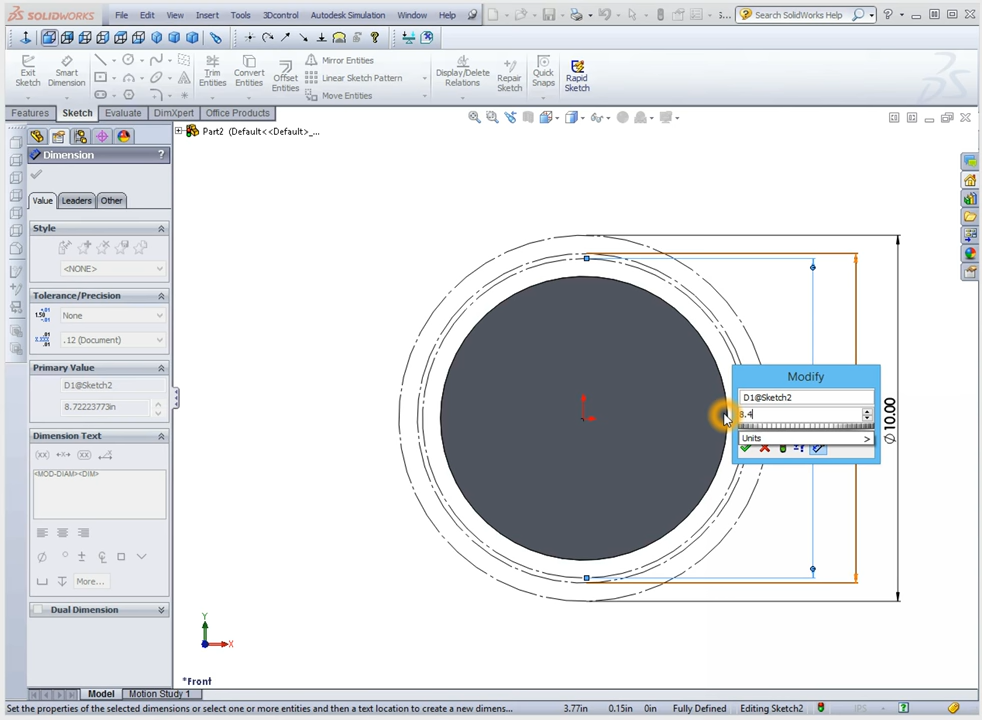 SOLIDWORKS File Edit View Insert Tools 3Dcontrol Autodesk Simulation Window Help 3... Search SolidWorks Help ?
Exit Sketch
Smart Dimension
Trim Entities
Convert Entities
Offset Entities
Mirror Entities
Linear Sketch Pattern
Move Entities
Display/Delete Relations
Repair Sketch
Quick Snaps
Rapid Sketch
Features Sketch Evaluate DimXpert Office Products
Part2 (Default<<Default>_...
Dimension ?
Value Leaders Other
Style
<NONE>
Tolerance/Precision
1.50 +.01 -.01 None
.12 (Document)
Primary Value
D1@Sketch2
8.72223773in
Dimension Text
<MOD-DIAM><DIM>
More...
Dual Dimension
Modify
D1@Sketch2
8.4
Units >
Ø10.00
Y
X
*Front
Model Motion Study 1
Set the properties of the selected dimensions or select one or more entities and then a text location to create a new dimens... 3.77in 0.15in 0in Fully Defined Editing Sketch2 IPS ?